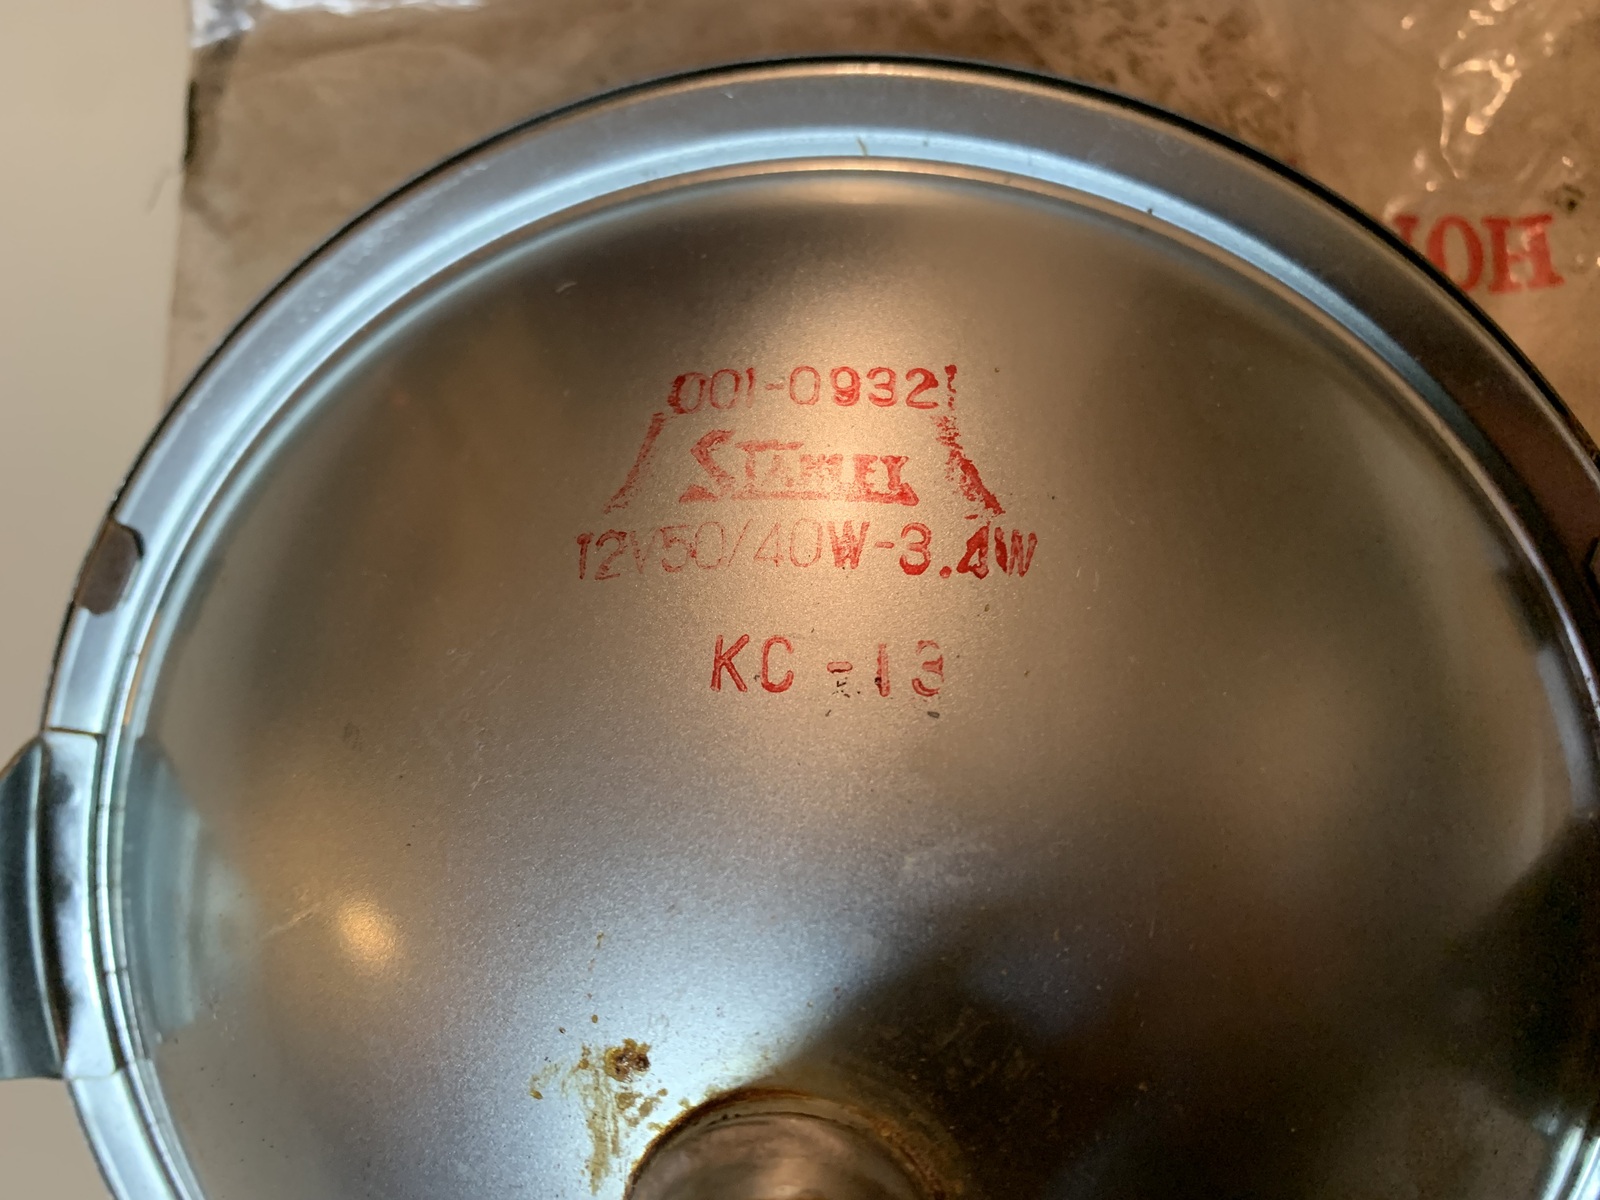 001-09321
STANLEY
12V50/40W-3.4W
KC-13
HO